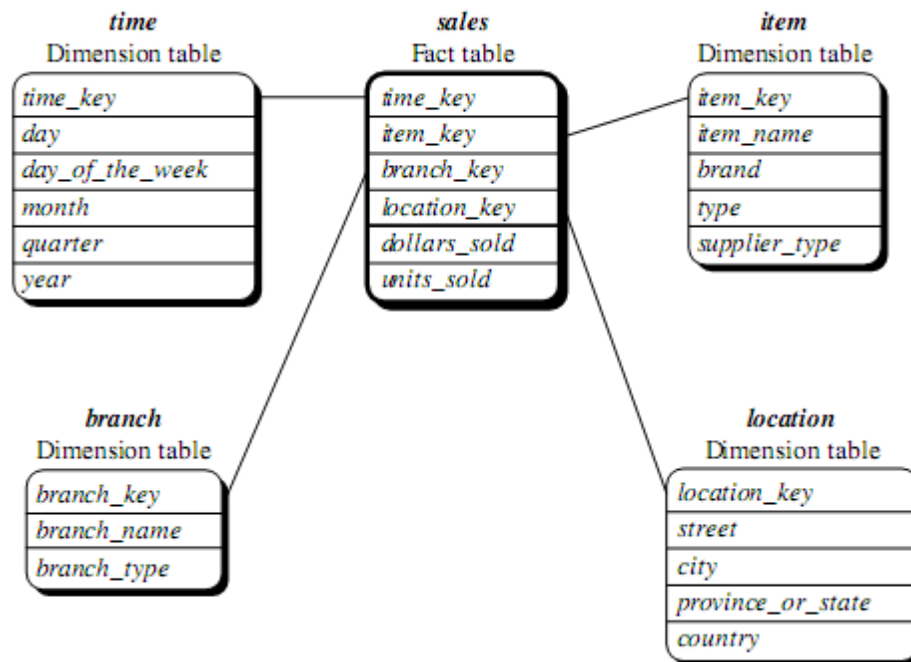 time
Dimension table
time_key
day
day_of_the_week
month
quarter
year
sales
Fact table
time_key
item_key
branch_key
location_key
dollars_sold
units_sold
item
Dimension table
item_key
item_name
brand
type
supplier_type
branch
Dimension table
branch_key
branch_name
branch_type
location
Dimension table
location_key
street
city
province_or_state
country